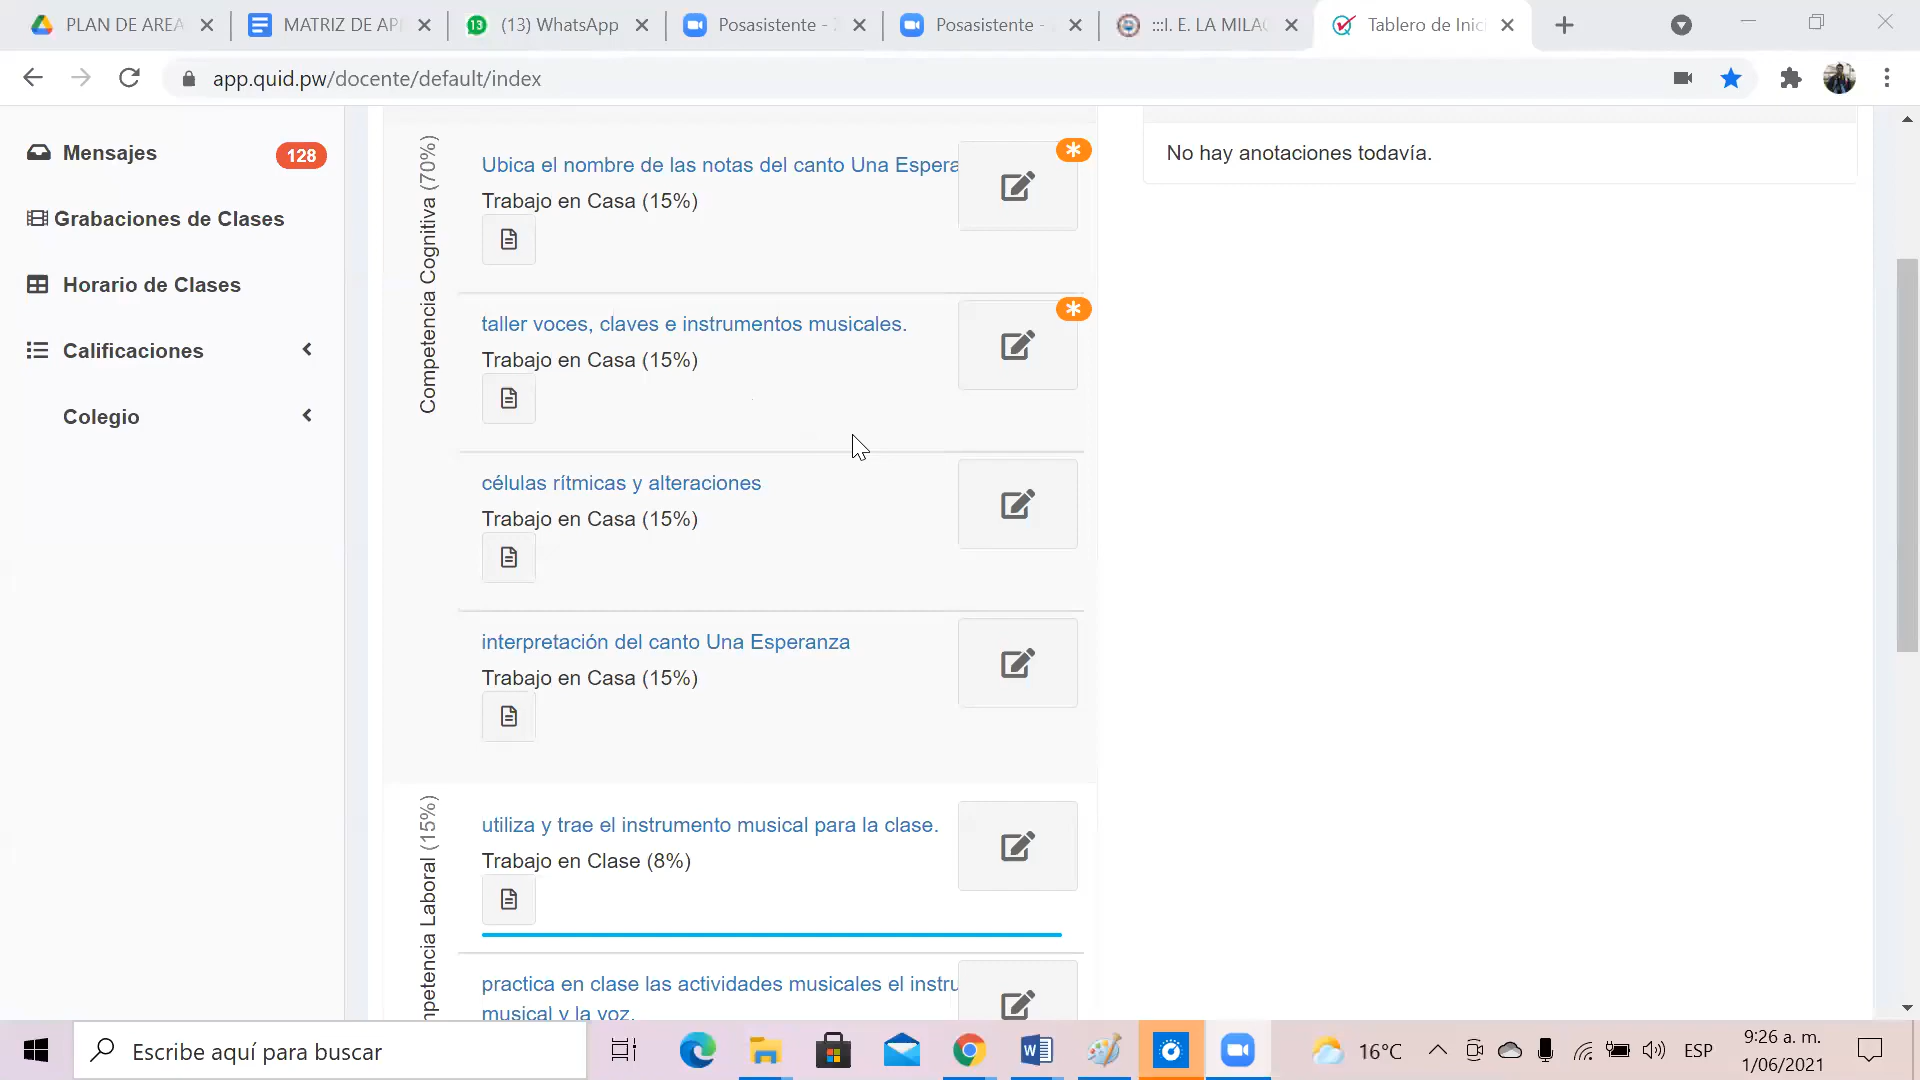 PLAN DE AREA
MATRIZ DE API
13
(13) WhatsApp
Posasistente -
Posasistente -
:::I. E. LA MILAG
Tablero de Inici
app.quid.pw/docente/default/index
Mensajes
128
Grabaciones de Clases
Horario de Clases
Calificaciones
Colegio
Competencia Cognitiva (70%)
Ubica el nombre de las notas del canto Una Espera
Trabajo en Casa (15%)
taller voces, claves e instrumentos musicales.
Trabajo en Casa (15%)
células rítmicas y alteraciones
Trabajo en Casa (15%)
interpretación del canto Una Esperanza
Trabajo en Casa (15%)
mpetencia Laboral (15%)
utiliza y trae el instrumento musical para la clase.
Trabajo en Clase (8%)
practica en clase las actividades musicales el instru
musical y la voz.
No hay anotaciones todavía.
Escribe aquí para buscar
16°C
ESP
9:26 a. m.
1/06/2021